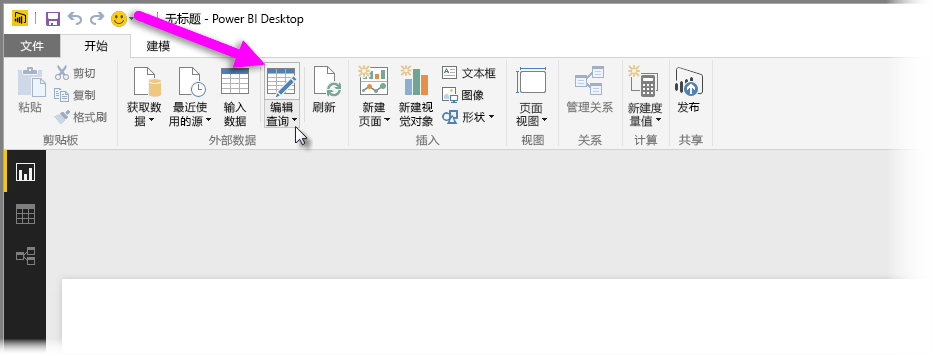 无标题 - Power BI Desktop
文件 开始 建模
粘贴
剪切
复制
格式刷
获取数据
最近使用的源
输入数据
编辑查询
刷新
新建页面
新建视觉对象
文本框
图像
形状
页面视图
管理关系
新建度量值
发布
剪贴板 外部数据 插入 视图 关系 计算 共享